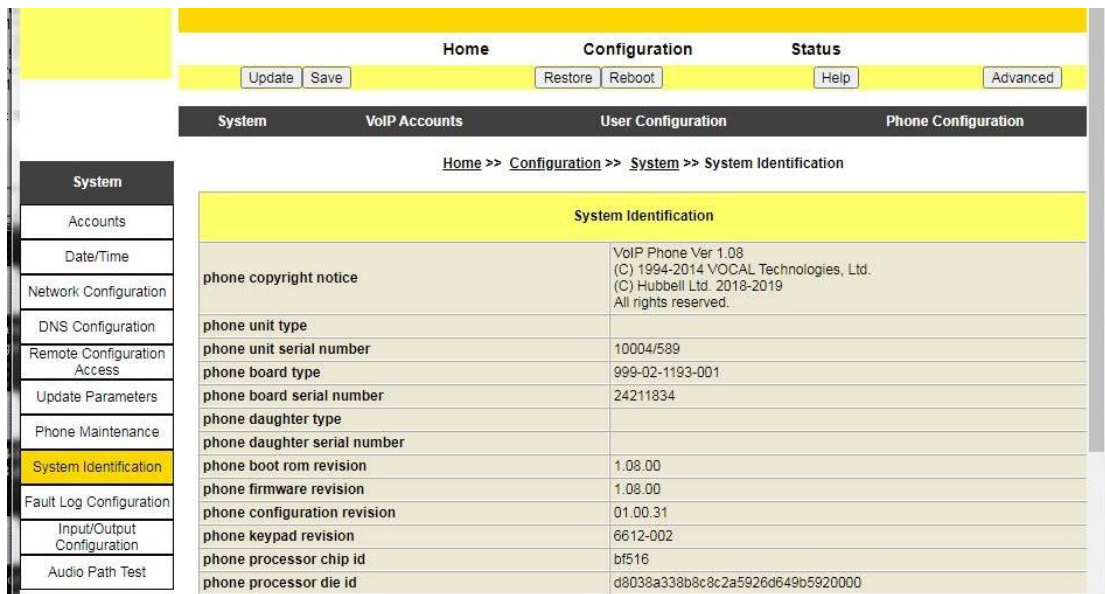 Home Configuration Status
Update Save Restore Reboot Help Advanced
System VoIP Accounts User Configuration Phone Configuration
Home >> Configuration >> System >> System Identification
System
Accounts
Date/Time
Network Configuration
DNS Configuration
Remote Configuration
Access
Update Parameters
Phone Maintenance
System Identification
Fault Log Configuration
Input/Output
Configuration
Audio Path Test
System Identification
phone copyright notice
VoIP Phone Ver 1.08
(C) 1994-2014 VOCAL Technologies, Ltd.
(C) Hubbell Ltd. 2018-2019
All rights reserved.
phone unit type
phone unit serial number 10004/589
phone board type 999-02-1193-001
phone board serial number 24211834
phone daughter type
phone daughter serial number
phone boot rom revision 1.08.00
phone firmware revision 1.08.00
phone configuration revision 01.00.31
phone keypad revision 6612-002
phone processor chip id bf516
phone processor die id d8038a338b8c8c2a5926d649b5920000